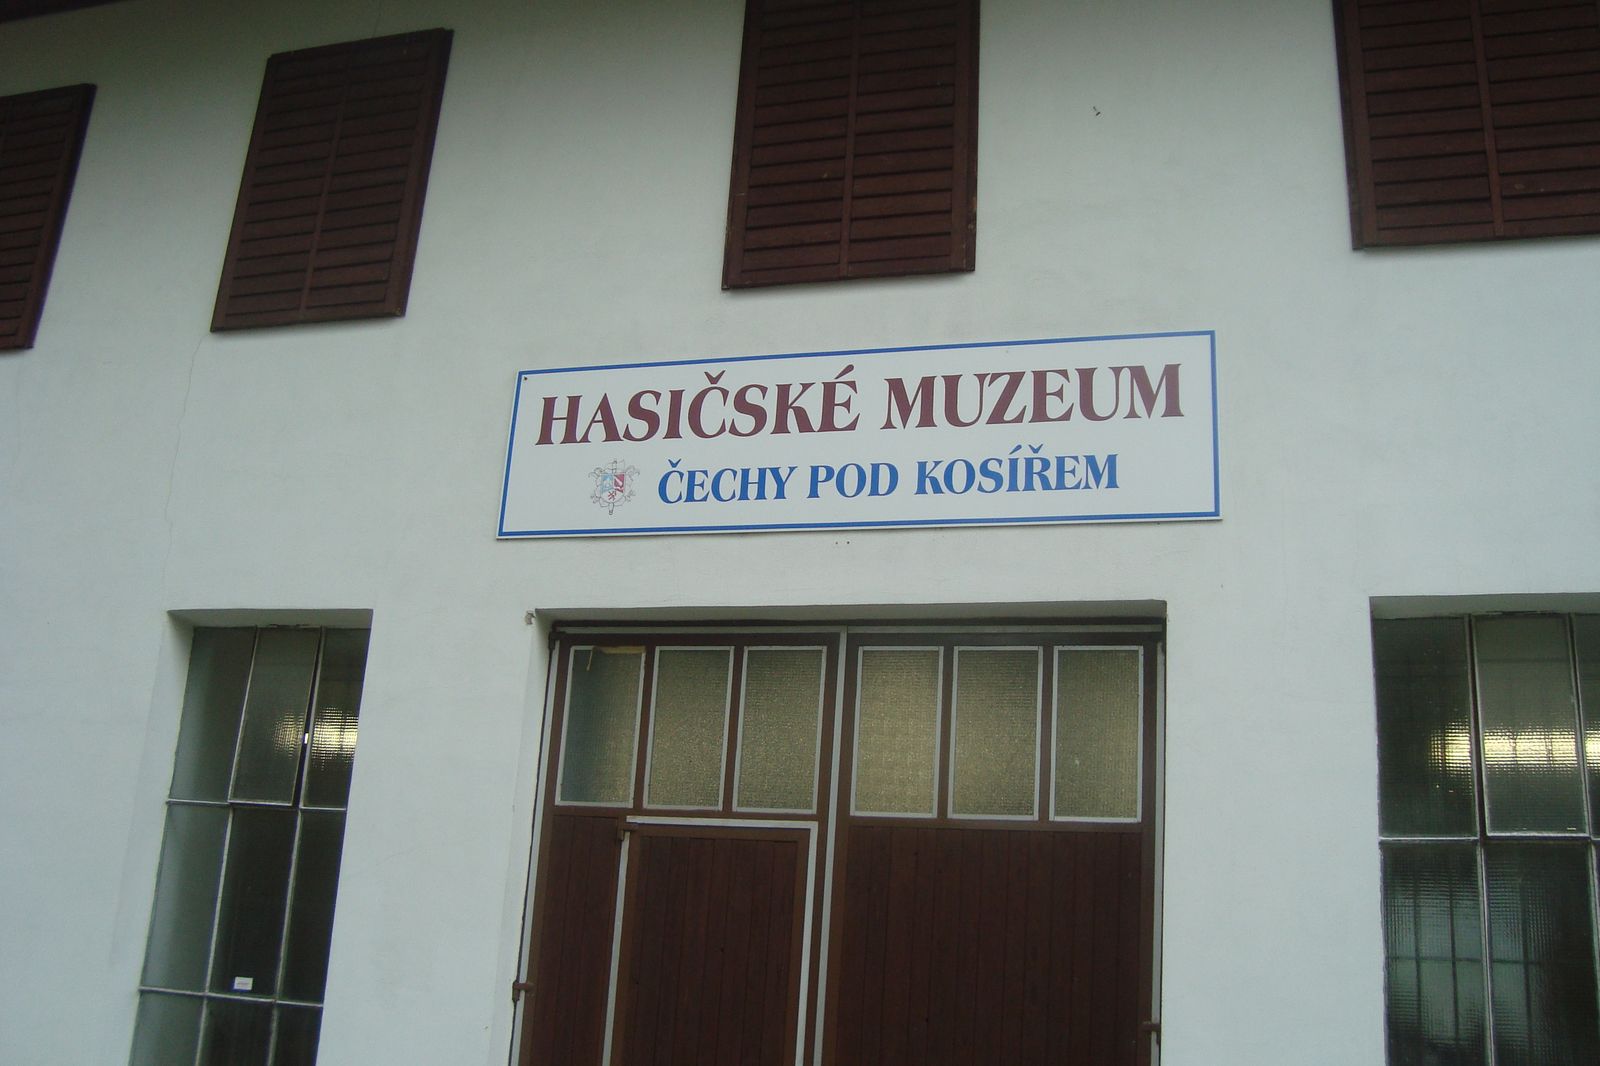 HASIČSKÉ MUZEUM
ČECHY POD KOSÍŘEM